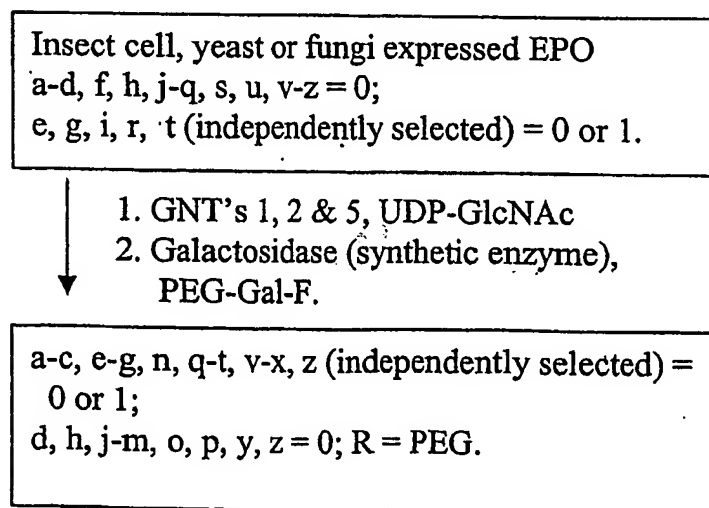 Insect cell, yeast or fungi expressed EPO
a-d, f, h, j-q, s, u, v-z = 0;
e, g, i, r, t (independently selected) = 0 or 1.
1. GNT's 1, 2 & 5, UDP-GlcNAc
2. Galactosidase (synthetic enzyme),
PEG-Gal-F.
a-c, e-g, n, q-t, v-x, z (independently selected) =
0 or 1;
d, h, j-m, o, p, y, z = 0; R = PEG.